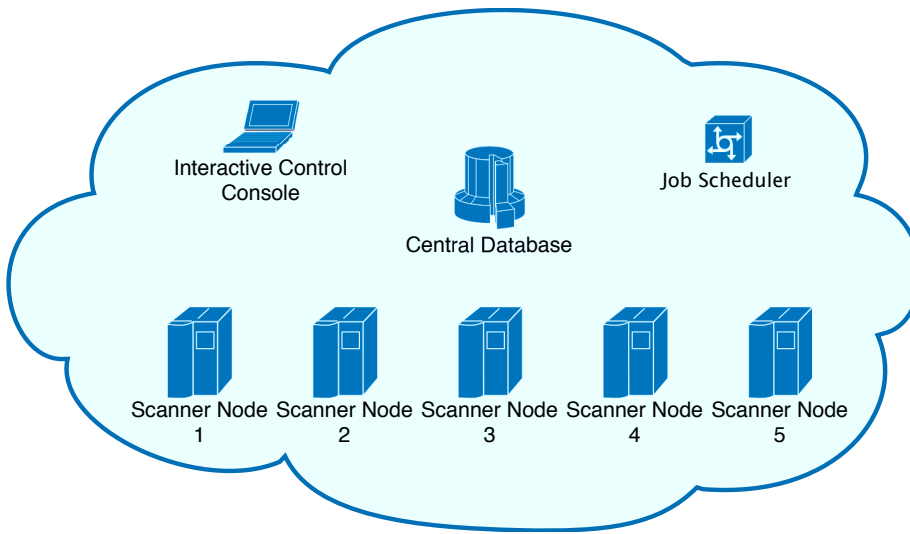 Interactive Control
Console
Job Scheduler
Central Database
Scanner Node
1
Scanner Node
2
Scanner Node
3
Scanner Node
4
Scanner Node
5